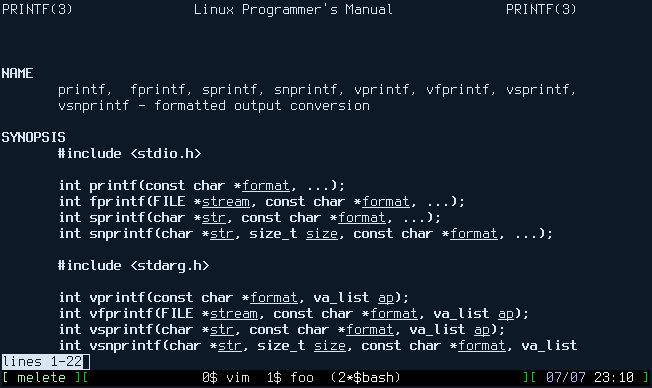 PRINTF(3) Linux Programmer's Manual PRINTF(3)
NAME
printf, fprintf, sprintf, snprintf, vprintf, vfprintf, vsprintf,
vsnprintf - formatted output conversion
SYNOPSIS
#include <stdio.h>
int printf(const char *format, ...);
int fprintf(FILE *stream, const char *format, ...);
int sprintf(char *str, const char *format, ...);
int snprintf(char *str, size_t size, const char *format, ...);
#include <stdarg.h>
int vprintf(const char *format, va_list ap);
int vfprintf(FILE *stream, const char *format, va_list ap);
int vsprintf(char *str, const char *format, va_list ap);
int vsnprintf(char *str, size_t size, const char *format, va_list
lines 1-22
[ melete ][ 0$ vim 1$ foo (2*$bash) ][ 07/07 23:10 ]